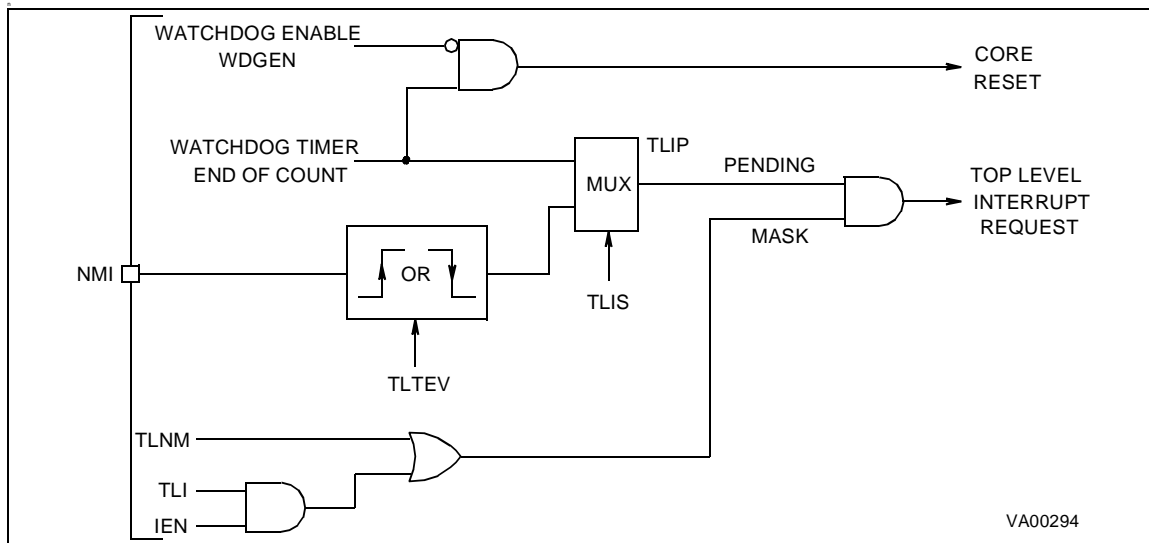 WATCHDOG ENABLE
WDGEN
CORE
RESET
WATCHDOG TIMER
END OF COUNT
TLIP
MUX
PENDING
TOP LEVEL
INTERRUPT
REQUEST
MASK
NMI
OR
TLIS
TLTEV
TLNM
TLI
IEN
VA00294